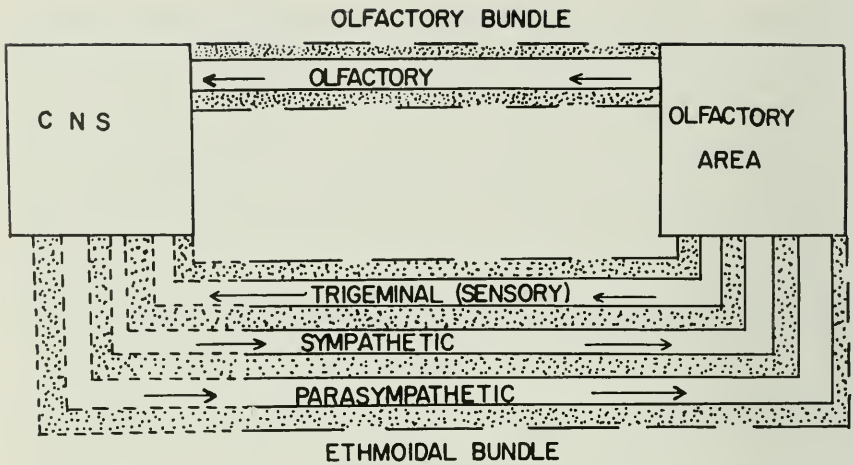 OLFACTORY BUNDLE
OLFACTORY
C N S
OLFACTORY
AREA
TRIGEMINAL (SENSORY)
SYMPATHETIC
PARASYMPATHETIC
ETHMOIDAL BUNDLE